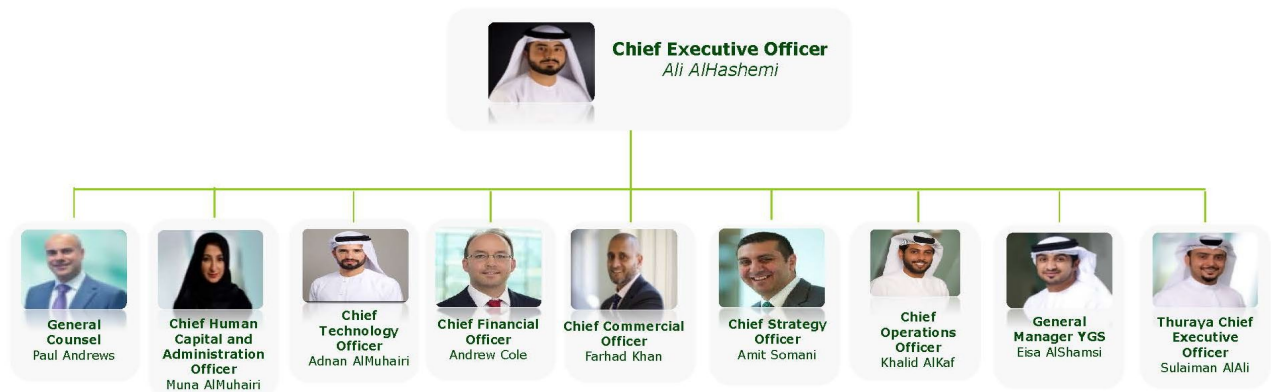 Chief Executive Officer
Ali AlHashemi
General
Counsel
Paul Andrews
Chief Human
Capital and
Administration
Officer
Muna AlMuhairi
Chief
Technology
Officer
Adnan AlMuhairi
Chief Financial
Officer
Andrew Cole
Chief Commercial
Officer
Farhad Khan
Chief Strategy
Officer
Amit Somani
Chief
Operations
Officer
Khalid AlKaf
General
Manager YGS
Eisa AlShamsi
Thuraya Chief
Executive
Officer
Sulaiman AlAli